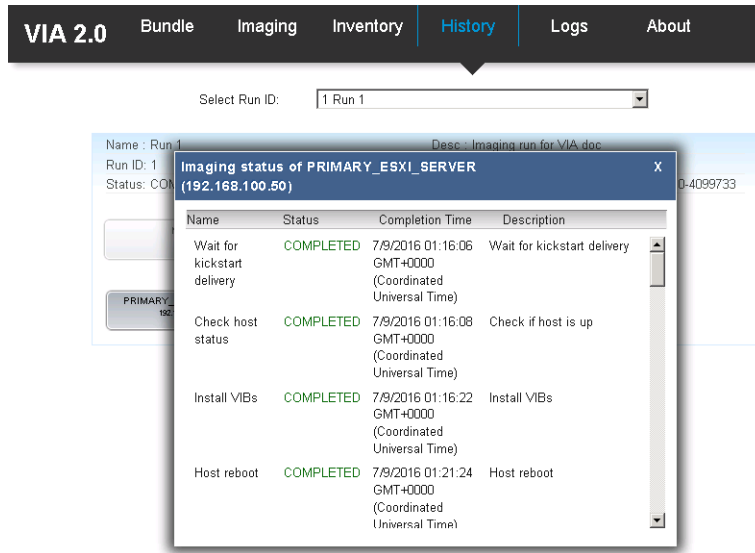 VIA 2.0 Bundle Imaging Inventory History Logs About
Select Run ID: 1 Run 1
Name : Run 1 Desc : Imaging run for VIA doc
Run ID: 1
Status: COM 0-4099733
Imaging status of PRIMARY_ESXI_SERVER X
(192.168.100.50)
PRIMARY_
192.
Name Status Completion Time Description
Wait for COMPLETED 7/9/2016 01:16:06 Wait for kickstart delivery
kickstart GMT+0000
delivery (Coordinated
Universal Time)
Check host COMPLETED 7/9/2016 01:16:08 Check if host is up
status GMT+0000
(Coordinated
Universal Time)
Install VIBs COMPLETED 7/9/2016 01:16:22 Install VIBs
GMT+0000
(Coordinated
Universal Time)
Host reboot COMPLETED 7/9/2016 01:21:24 Host reboot
GMT+0000
(Coordinated
Universal Time)